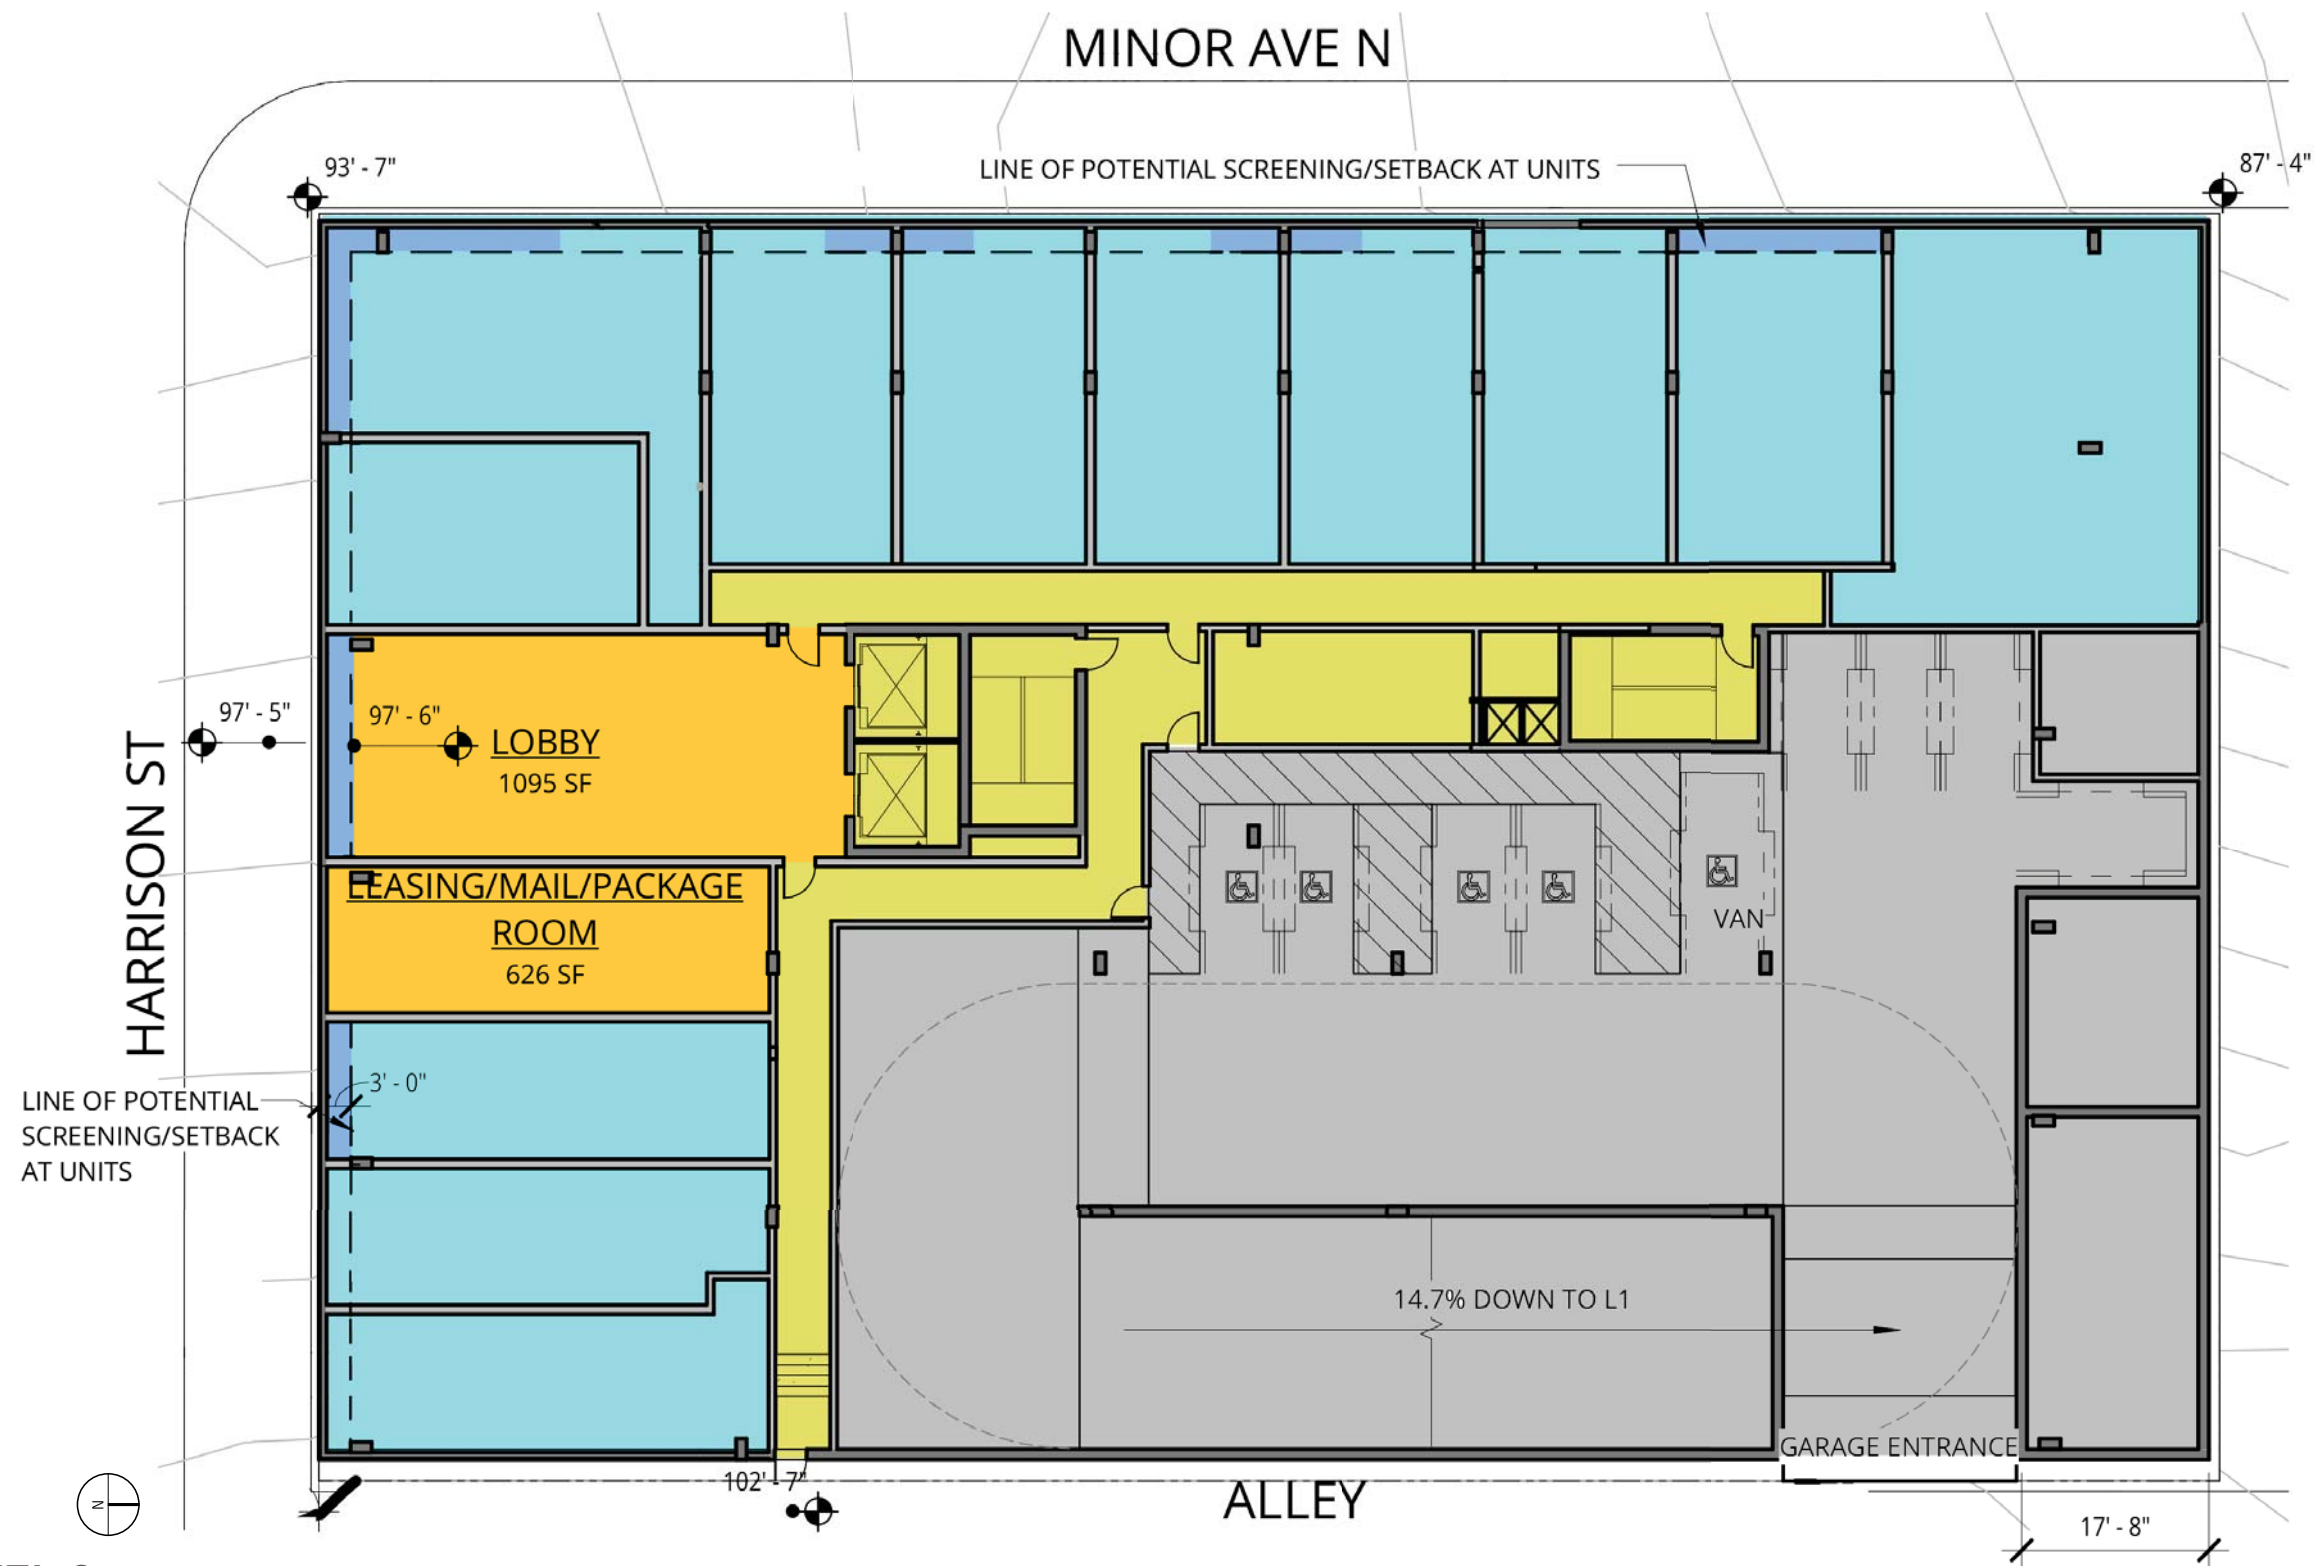 MINOR AVE N
93' - 7"
LINE OF POTENTIAL SCREENING/SETBACK AT UNITS
87' - 4"
97' - 5"
97' - 6"
LOBBY
1095 SF
HARRISON ST
LEASING/MAIL/PACKAGE
ROOM
626 SF
VAN
3' - 0"
LINE OF POTENTIAL
SCREENING/SETBACK
AT UNITS
14.7% DOWN TO L1
GARAGE ENTRANCE
102' - 7"
ALLEY
N
17' - 8"